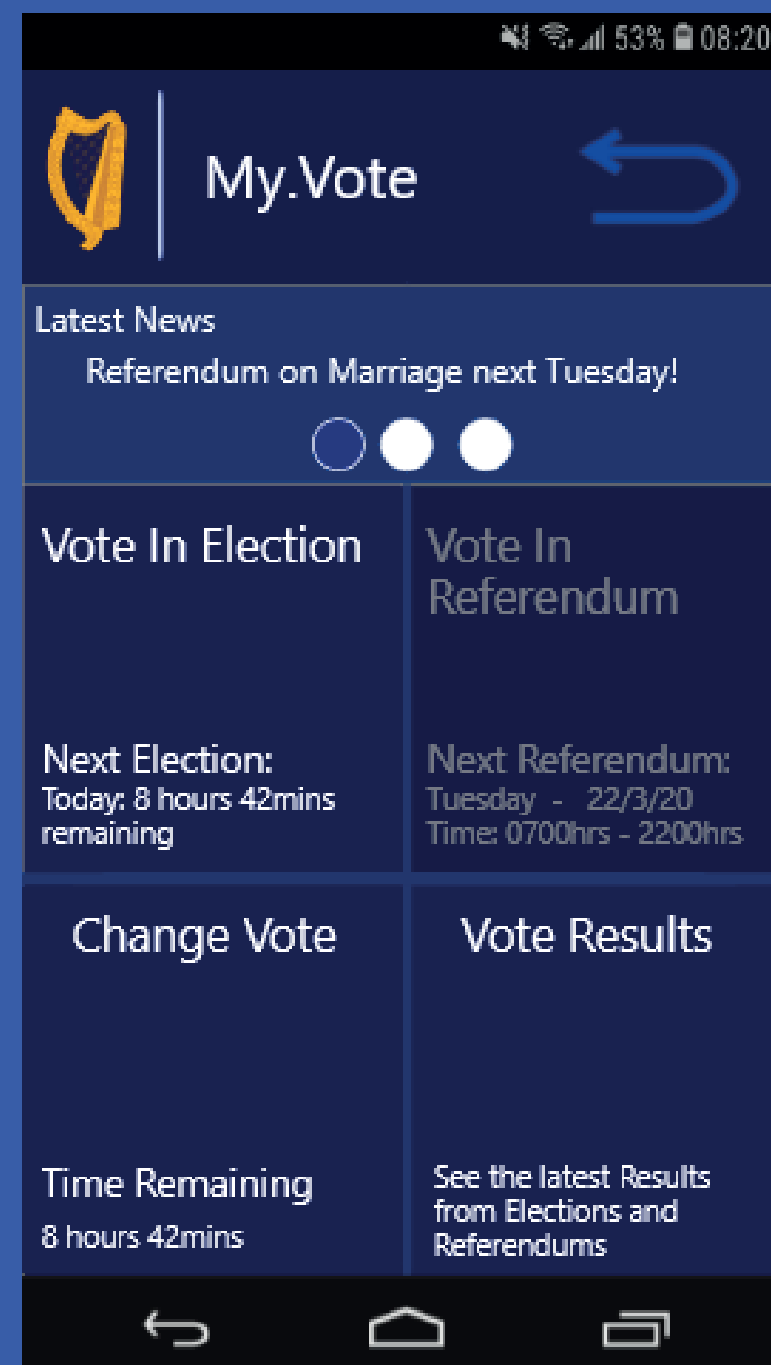 53% 08:20
My.Vote
Latest News
Referendum on Marriage next Tuesday!
Vote In Election
Next Election:
Today: 8 hours 42mins
remaining
Vote In
Referendum
Next Referendum:
Tuesday - 22/3/20
Time: 0700hrs - 2200hrs
Change Vote
Time Remaining
8 hours 42mins
Vote Results
See the latest Results
from Elections and
Referendums